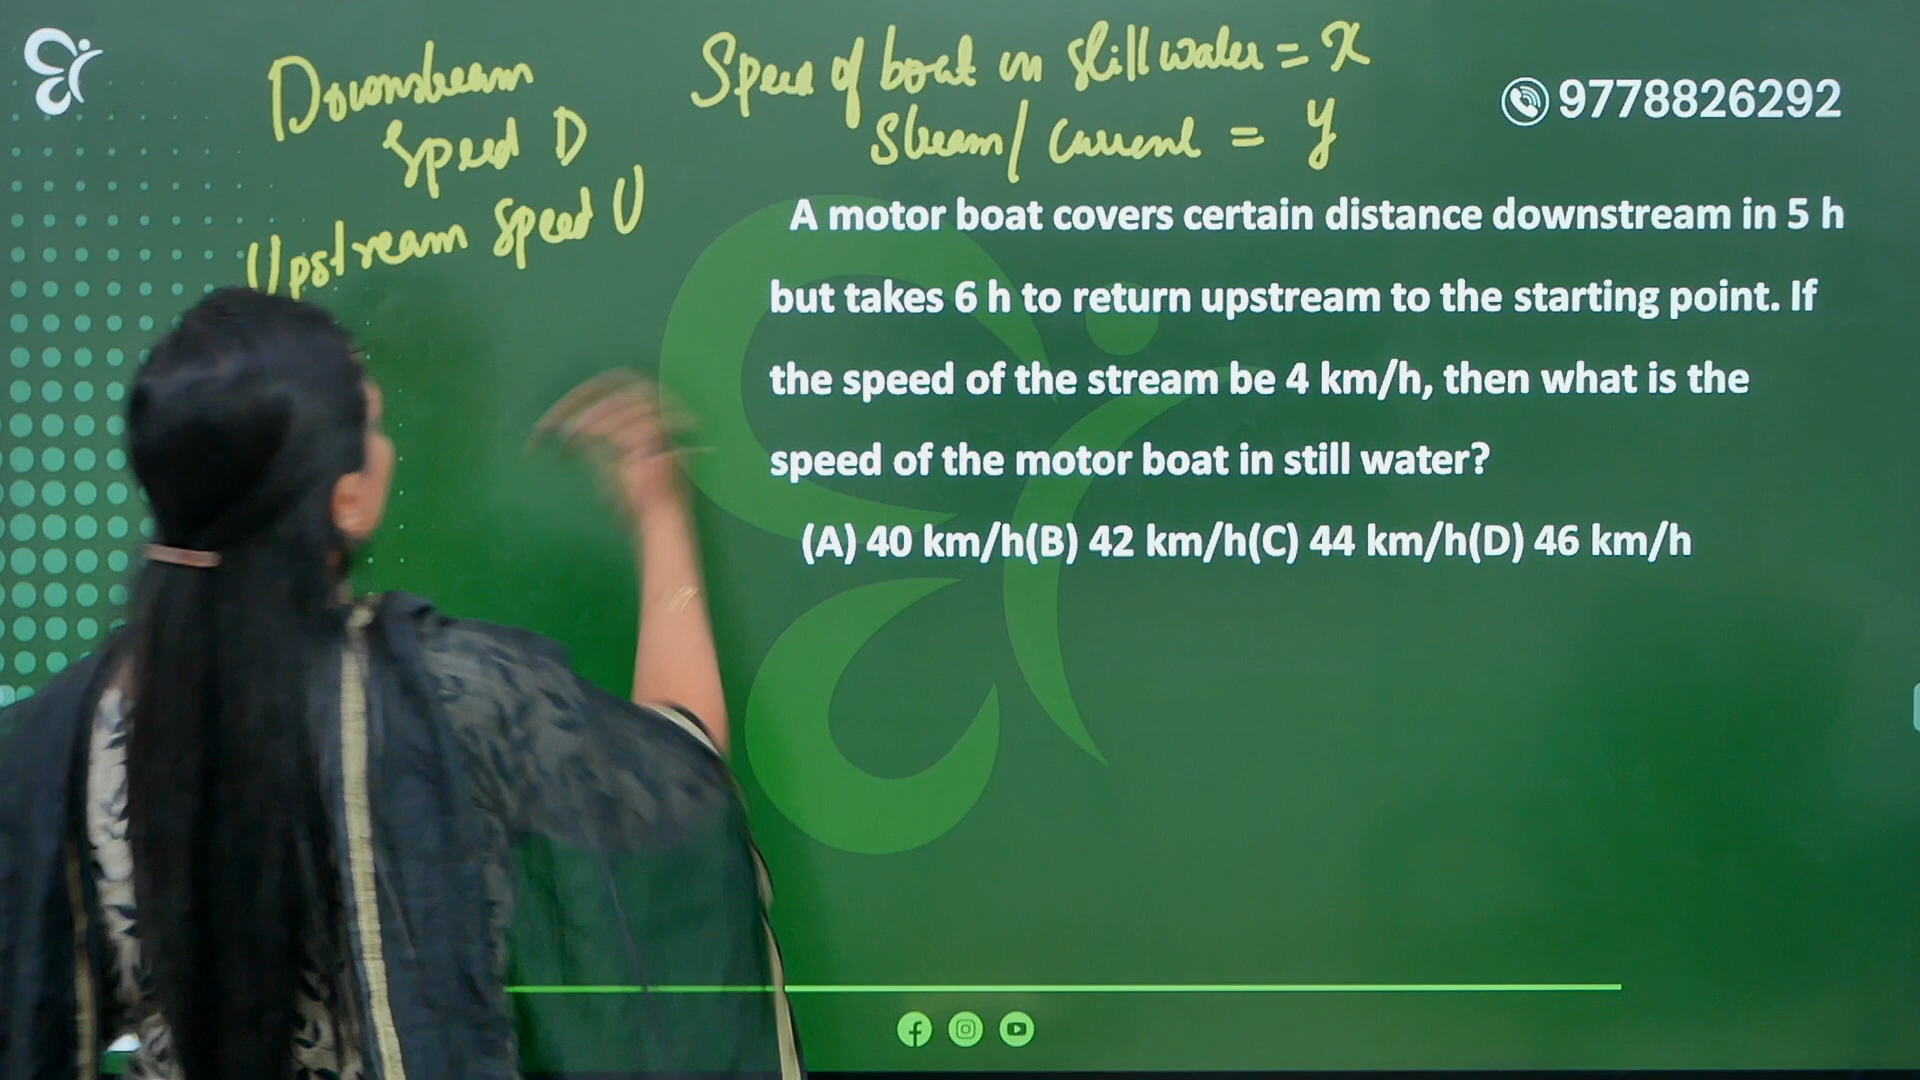 Downstream
Speed D
Upstream Speed U
Speed of boat in still water = x
Stream/ current = y
9778826292
A motor boat covers certain distance downstream in 5 h
but takes 6 h to return upstream to the starting point. If
the speed of the stream be 4 km/h, then what is the
speed of the motor boat in still water?
(A) 40 km/h(B) 42 km/h(C) 44 km/h(D) 46 km/h